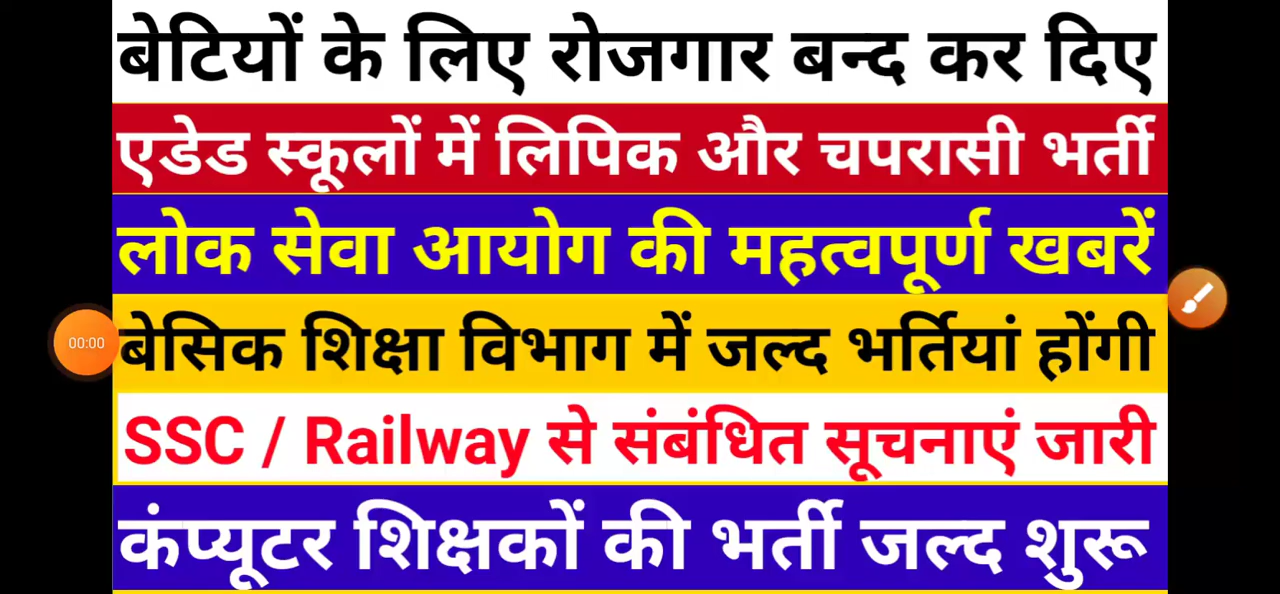 बेटियों के लिए रोजगार बन्द कर दिए
एडेड स्कूलों में लिपिक और चपरासी भर्ती
लोक सेवा आयोग की महत्वपूर्ण खबरें
00:00
बेसिक शिक्षा विभाग में जल्द भर्तियां होंगी
SSC / Railway से संबंधित सूचनाएं जारी
कंप्यूटर शिक्षकों की भर्ती जल्द शुरू